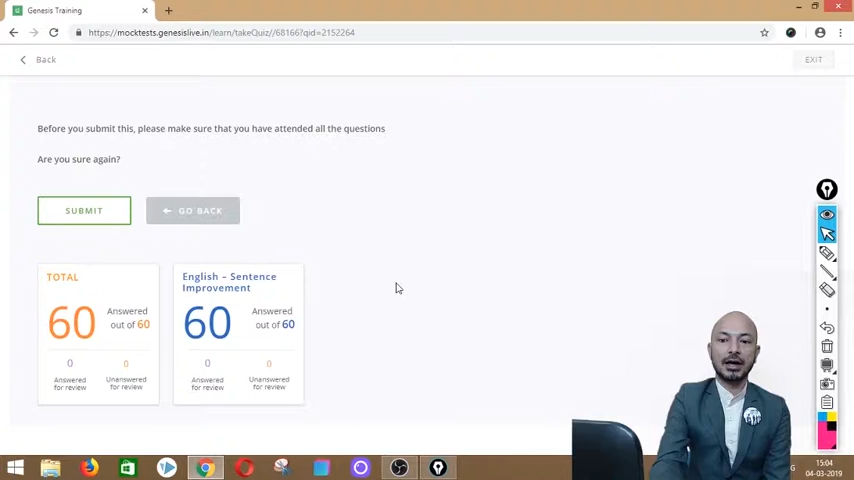 Genesis Training
https://mocktests.genesislive.in/learn/takeQuiz//68166?qid=2152264
Back
EXIT
Before you submit this, please make sure that you have attended all the questions
Are you sure again?
SUBMIT
GO BACK
TOTAL
60
Answered
out of 60
0
Answered
for review
0
Unanswered
for review
English – Sentence
Improvement
60
Answered
out of 60
0
Answered
for review
0
Unanswered
for review
15:04
04-03-2019